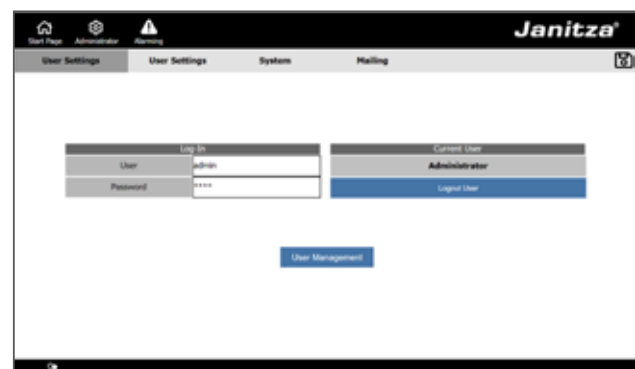 Start Page Administrator Alarming
Janitza®
User Settings User Settings System Mailing
Log-In Current User
User admin Administrator
Password **** Logout User
User Management